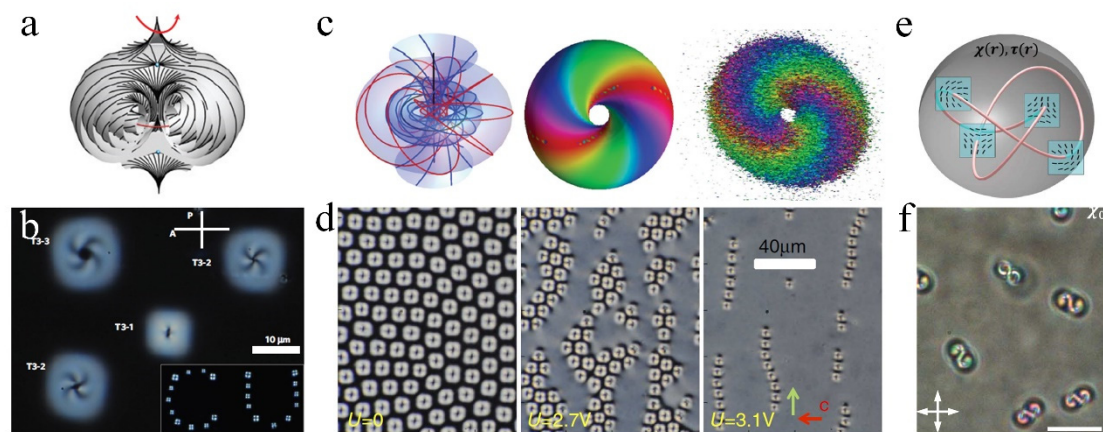 a
c
e
χ(r), τ(r)
b
T3-3
P
A
T3-2
T3-1
10 μm
T3-2
d
U=0
U=2.7V
40μm
U=3.1V
c
f